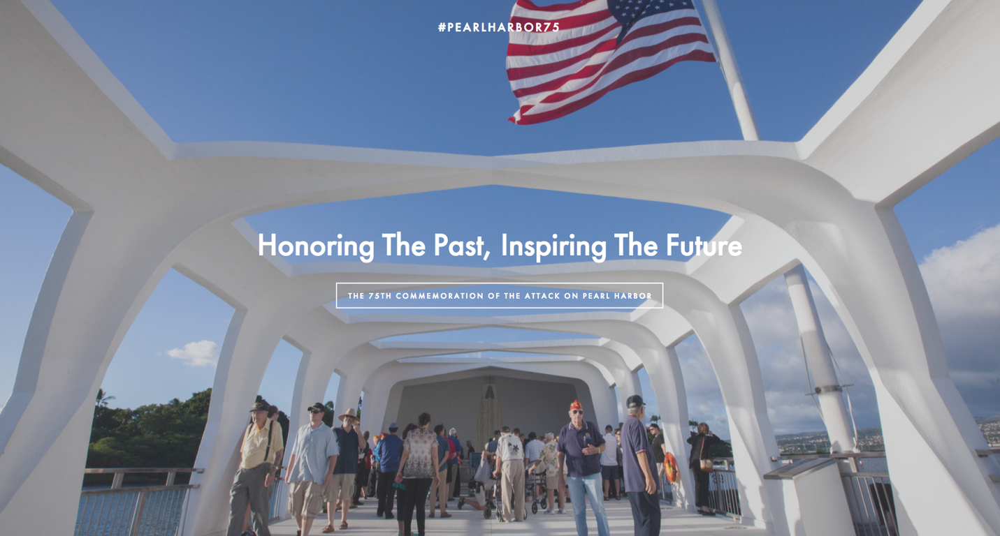 #PEARLHARBOR75
Honoring The Past, Inspiring The Future
THE 75TH COMMEMORATION OF THE ATTACK ON PEARL HARBOR